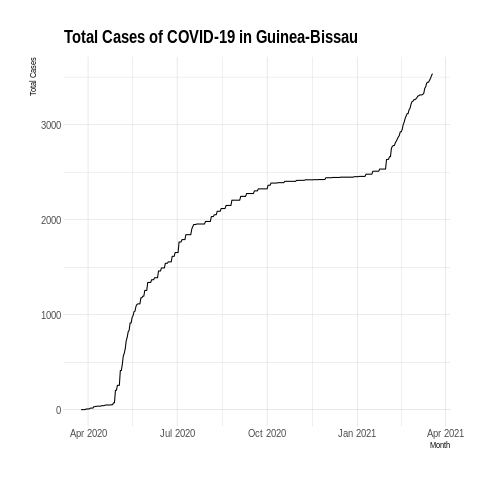 Total Cases of COVID-19 in Guinea-Bissau
Total Cases
3000
2000
1000
0
Apr 2020 Jul 2020 Oct 2020 Jan 2021 Apr 2021
Month